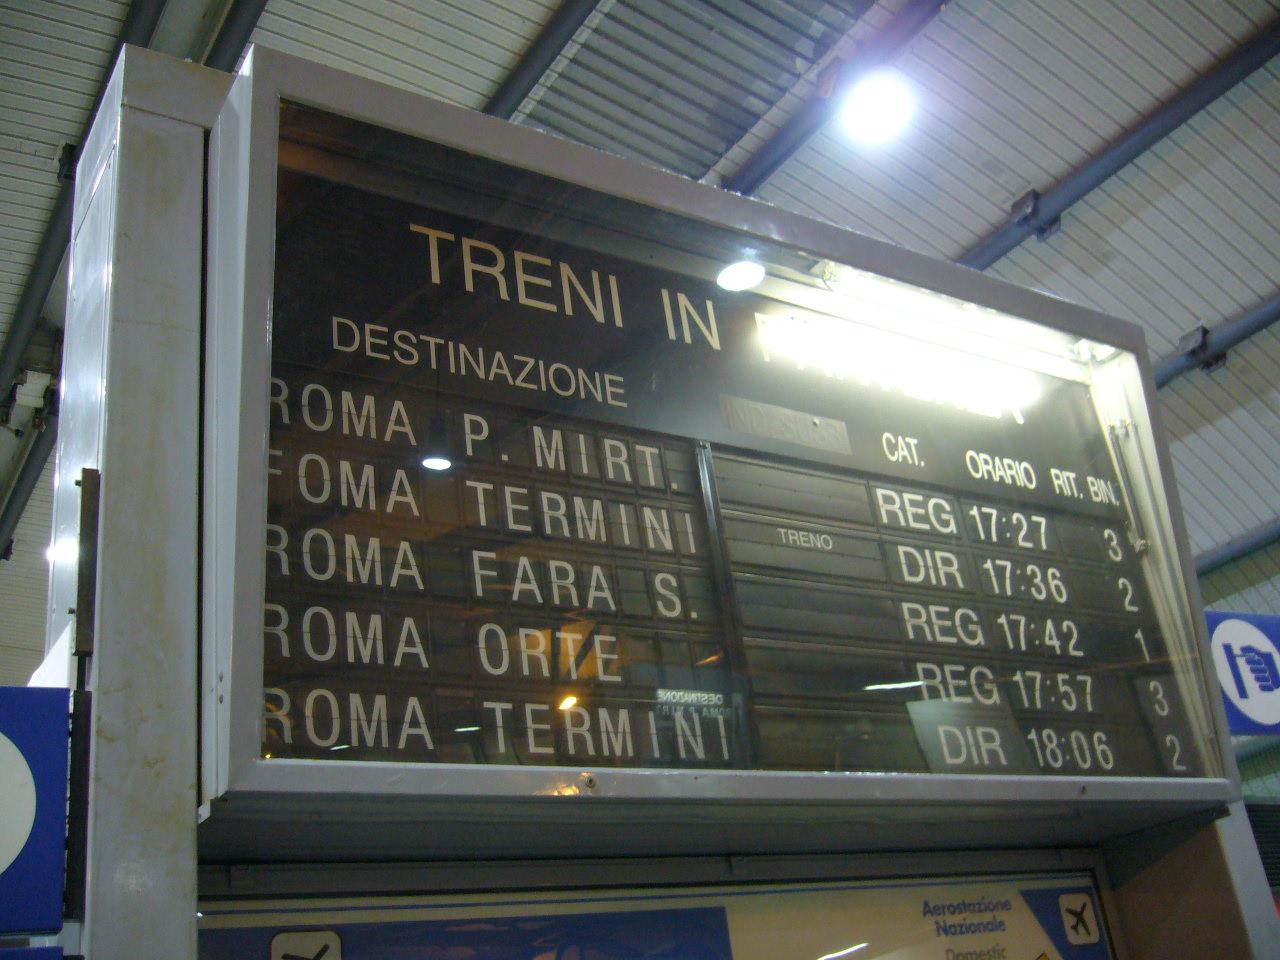 TRENI IN PARTENZA
DESTINAZIONE CAT. ORARIO RIT. BIN.
ROMA P. MIRT. REG 17:27 3
ROMA TERMINI TRENO DIR 17:36 2
ROMA FARA S. REG 17:42 1
ROMA ORTE REG 17:57 3
ROMA TERMINI DIR 18:06 2
Aerostazione
Nazionale
Domestic